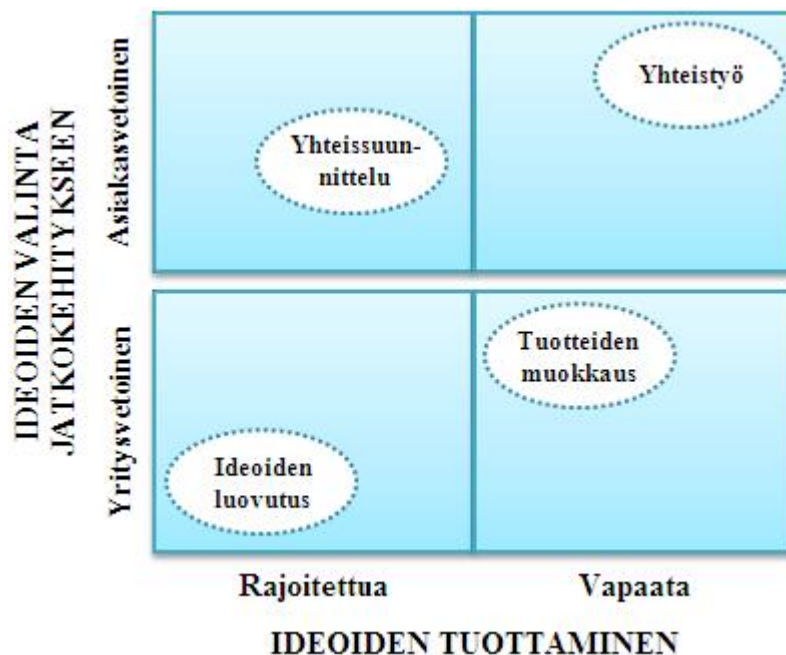 IDEOIDEN VALINTA
JATKOKEHITYKSEEN
Asiakasvetoinen
Yritysvetoinen
Yhteistyö
Yhteissuun-
nittelu
Tuotteiden
muokkaus
Ideoiden
luovutus
Rajoitettua
Vapaata
IDEOIDEN TUOTTAMINEN